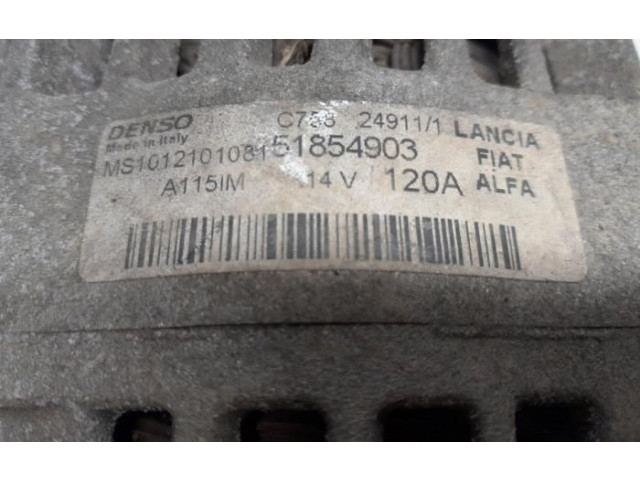 DENSO C758 24911/1 LANCIA
Made in Italy
MS1012101081 51854903 FIAT
A115IM 14 V 120A ALFA